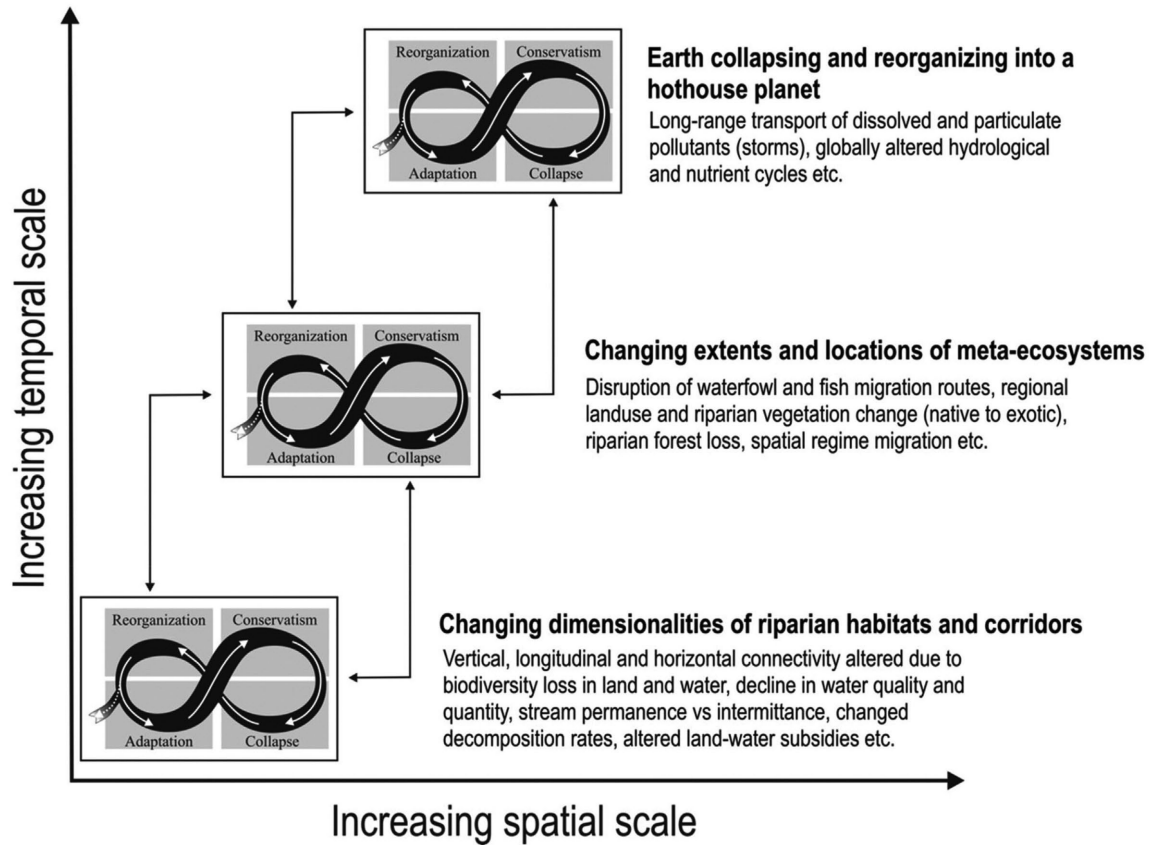 Increasing temporal scale
Reorganization
Conservatism
Adaptation
Collapse
Earth collapsing and reorganizing into a
hothouse planet
Long-range transport of dissolved and particulate
pollutants (storms), globally altered hydrological
and nutrient cycles etc.
Reorganization
Conservatism
Adaptation
Collapse
Changing extents and locations of meta-ecosystems
Disruption of waterfowl and fish migration routes, regional
landuse and riparian vegetation change (native to exotic),
riparian forest loss, spatial regime migration etc.
Reorganization
Conservatism
Adaptation
Collapse
Changing dimensionalities of riparian habitats and corridors
Vertical, longitudinal and horizontal connectivity altered due to
biodiversity loss in land and water, decline in water quality and
quantity, stream permanence vs intermittance, changed
decomposition rates, altered land-water subsidies etc.
Increasing spatial scale